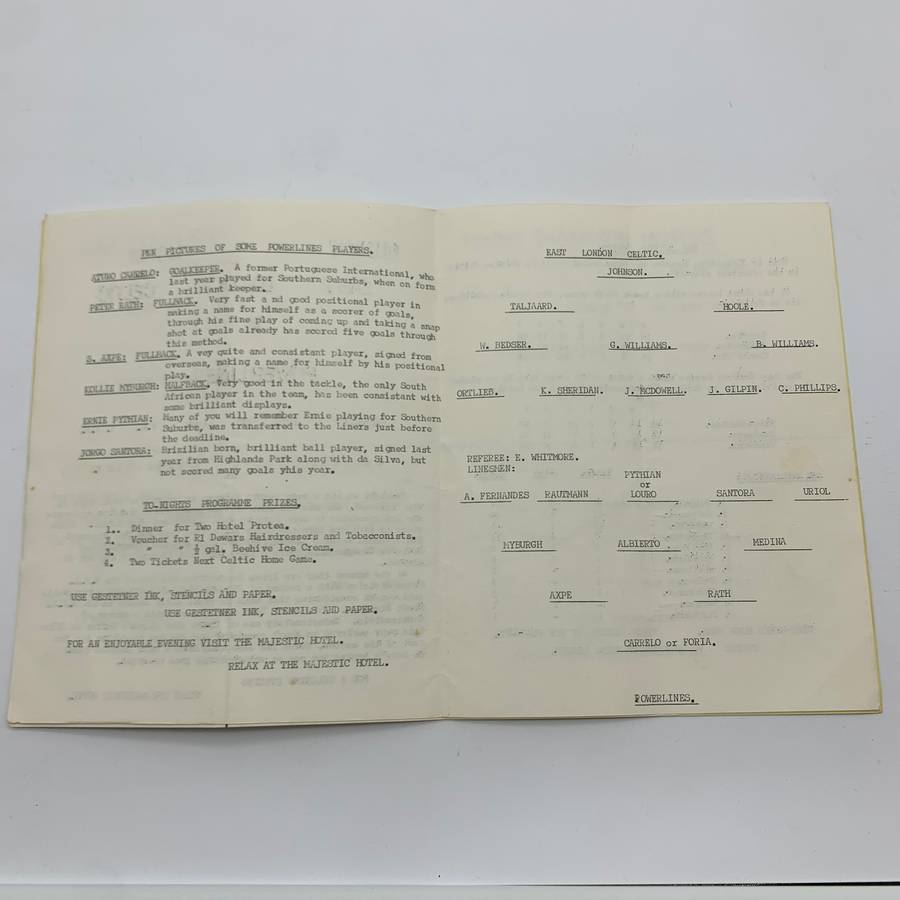 PEN PICTURES OF SOME POWERLINES PLAYERS.
ATURO CARRELO: GOALKEEPER. A former Portuguese International, who
last year played for Southern Suburbs, when on form
a brilliant keeper.
PETER RATH: FULLBACK. Very fast a nd good positional player in
making a name for himself as a scorer of goals,
through his fine play of coming up and taking a snap
shot at goals already has scored five goals through
this method.
S. AXPE: FULLBACK. A vey quite and consistant player, signed from
overseas, making a name for himself by his positional
play.
KOLLIE MYBURGH: HALFBACK. Very good in the tackle, the only South
African player in the team, has been consistant with
some brilliant displays.
ERNIE PYTHIAN: Many of you will remember Ernie playing for Southern
Suburbs, was transferred to the Liners just before
the deadline.
JORGO SANTORA: Brizilian born, brilliant ball player, signed last
year from Highlands Park along with da Silva, but
not scored many goals yhis year.
TO-NIGHTS PROGRAMME PRIZES.
1.. Dinner for Two Hotel Protea.
2. Voucher for R1 Dewars Hairdressers and Tobacconists.
3. " " ½ gal. Beehive Ice Cream.
4. Two Tickets Next Celtic Home Game.
USE GESTETNER INK, STENCILS AND PAPER.
USE GESTETNER INK, STENCILS AND PAPER.
FOR AN ENJOYABLE EVENING VISIT THE MAJESTIC HOTEL.
RELAX AT THE MAJESTIC HOTEL.
EAST LONDON CELTIC.
JOHNSON.
TALJAARD. HOOLE.
W. BEDSER. G. WILLIAMS. B. WILLIAMS.
ORTLIEB. K. SHERIDAN. J. MCDOWELL. J. GILPIN. C. PHILLIPS.
REFEREE: E. WHITMORE.
LINESMEN:
PYTHIAN
or
A. FERNANDES RAUTMANN LOURO SANTORA URIOL
MYBURGH ALBIERTO MEDINA
AXPE RATH
CARRELO or FORIA.
POWERLINES.